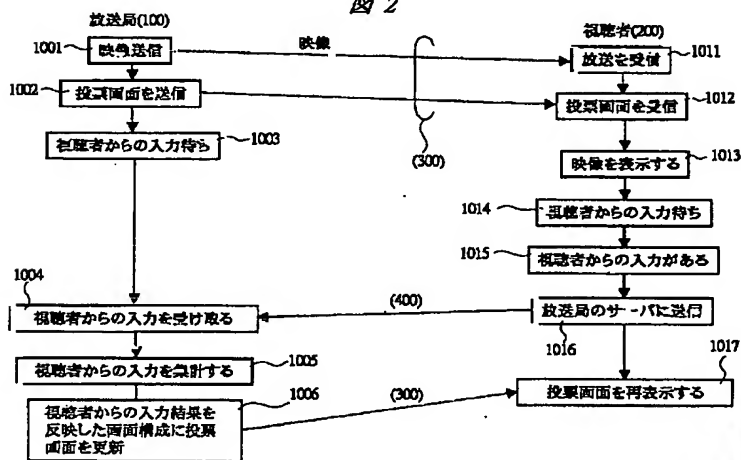 図2
放送局(100)
視聴者(200)
1001
映像送信
映像
放送を受信
1011
1002
投票画面を送信
投票画面を受信
1012
視聴者からの入力待ち
1003
(300)
映像を表示する
1013
1014
視聴者からの入力待ち
1015
視聴者からの入力がある
1004
視聴者からの入力を受け取る
(400)
放送局のサーバに送信
1016
視聴者からの入力を集計する
1005
1017
投票画面を再表示する
1006
視聴者からの入力結果を
反映した画面構成に投票
画面を更新
(300)